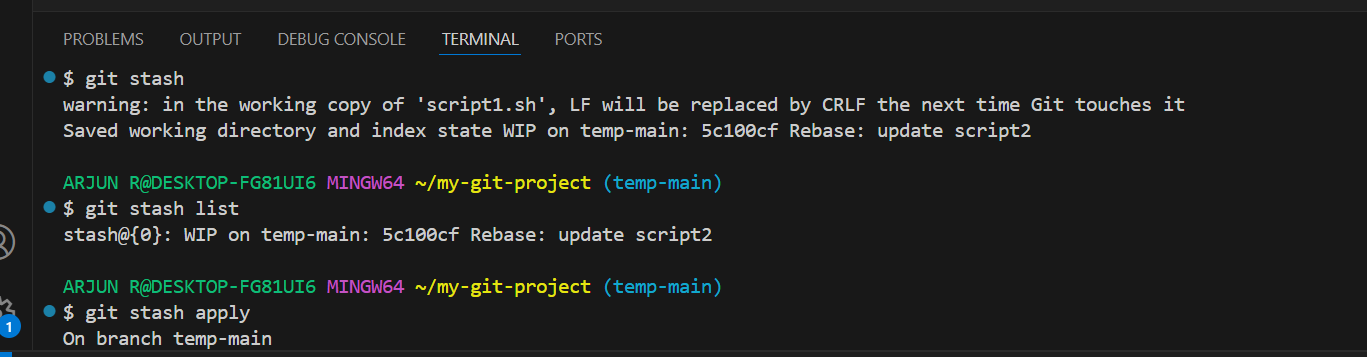 PROBLEMS OUTPUT DEBUG CONSOLE TERMINAL PORTS
$ git stash
warning: in the working copy of 'script1.sh', LF will be replaced by CRLF the next time Git touches it
Saved working directory and index state WIP on temp-main: 5c100cf Rebase: update script2
ARJUN R@DESKTOP-FG81UI6 MINGW64 ~/my-git-project (temp-main)
$ git stash list
stash@{0}: WIP on temp-main: 5c100cf Rebase: update script2
ARJUN R@DESKTOP-FG81UI6 MINGW64 ~/my-git-project (temp-main)
$ git stash apply
1
On branch temp-main